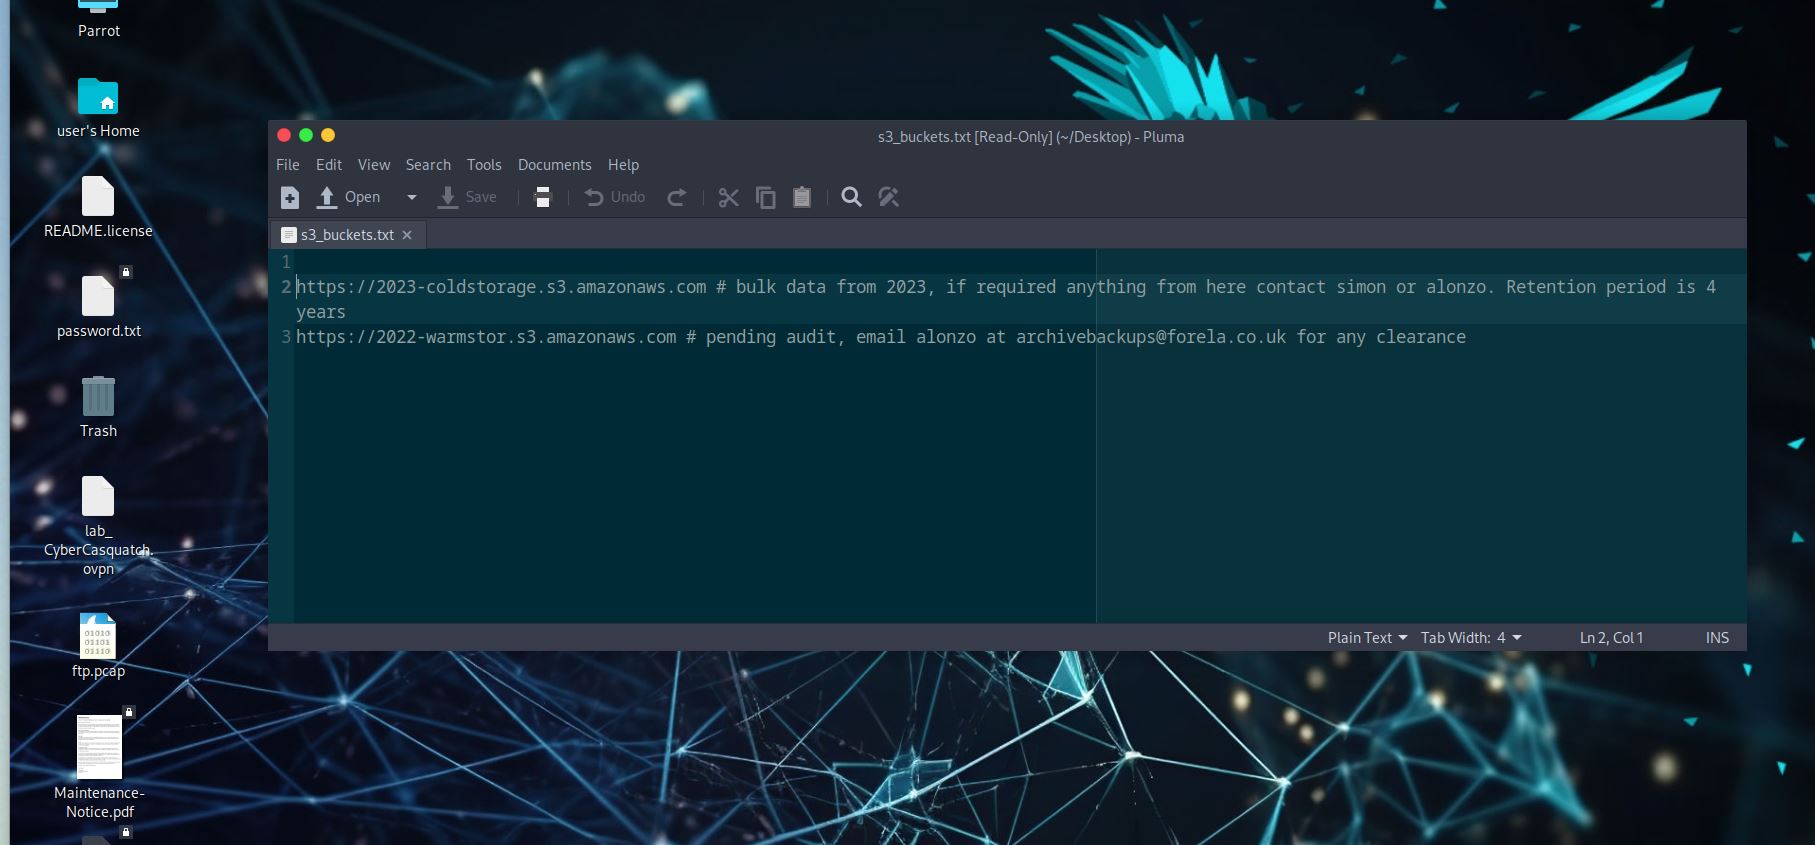 Parrot
user's Home
README.license
password.txt
Trash
lab_
CyberCasquatch.
ovpn
01010
01101
01110
ftp.pcap
Maintenance-
Notice.pdf
s3_buckets.txt [Read-Only] (~/Desktop) - Pluma
File Edit View Search Tools Documents Help
Open Save Undo
s3_buckets.txt
1
2 https://2023-coldstorage.s3.amazonaws.com # bulk data from 2023, if required anything from here contact simon or alonzo. Retention period is 4
years
3 https://2022-warmstor.s3.amazonaws.com # pending audit, email alonzo at archivebackups@forela.co.uk for any clearance
Plain Text Tab Width: 4 Ln 2, Col 1 INS